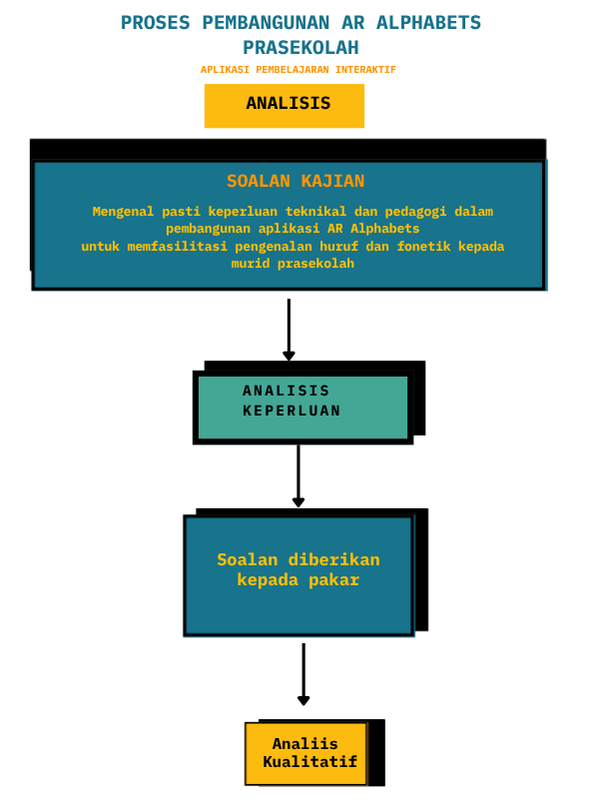 PROSES PEMBANGUNAN AR ALPHABETS
PRASEKOLAH
APLIKASI PEMBELAJARAN INTERAKTIF
ANALISIS
SOALAN KAJIAN
Mengenal pasti keperluan teknikal dan pedagogi dalam
pembangunan aplikasi AR Alphabets
untuk memfasilitasi pengenalan huruf dan fonetik kepada
murid prasekolah
ANALISIS
KEPERLUAN
Soalan diberikan
kepada pakar
Analiis
Kualitatif